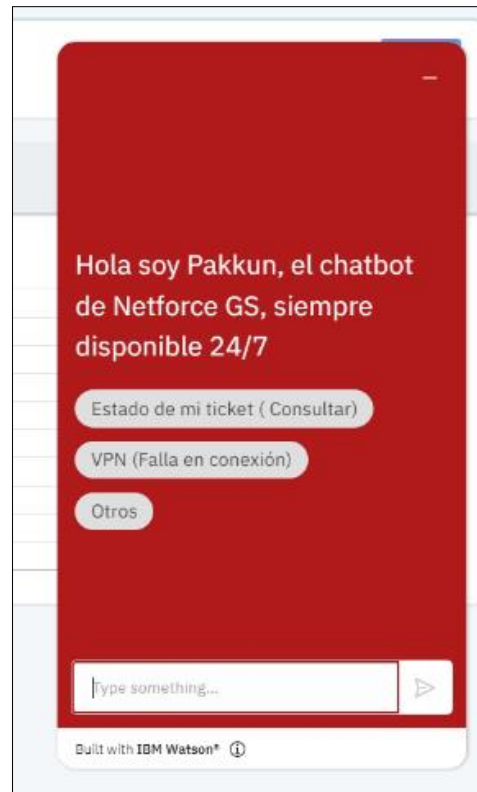 Hola soy Pakkun, el chatbot
de Netforce GS, siempre
disponible 24/7
Estado de mi ticket ( Consultar)
VPN (Falla en conexión)
Otros
Type something...
Built with IBM Watson®